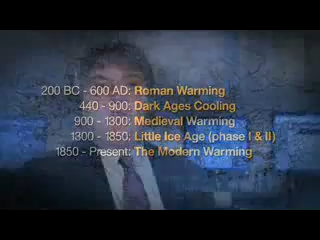 200 BC - 600 AD: Roman Warming
440 - 900: Dark Ages Cooling
900 - 1300: Medieval Warming
1300 - 1850: Little Ice Age (phase I & II)
1850 - Present: The Modern Warming